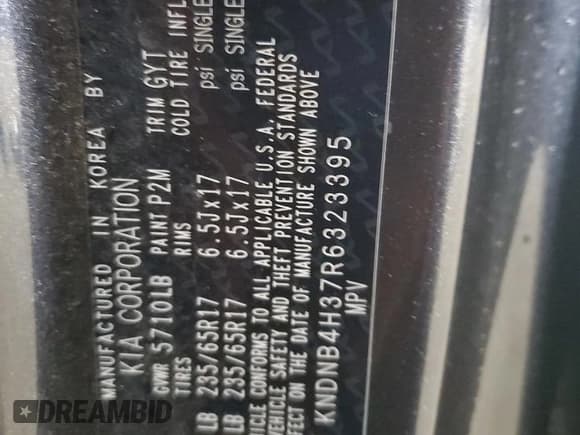 MANUFACTURED IN KOREA BY
KIA CORPORATION
GVWR 5710LB PAINT P2M TRIM GYT
TIRES RIMS COLD TIRE INFL
LB 235/65R17 6.5Jx17 psi SINGLE
LB 235/65R17 6.5Jx17 psi SINGLE
HICLE CONFORMS TO ALL APPLICABLE U.S.A. FEDERAL
VEHICLE SAFETY AND THEFT PREVENTION STANDARDS
FECT ON THE DATE OF MANUFACTURE SHOWN ABOVE
KNDNB4H37R6323395
MPV
DREAMBID